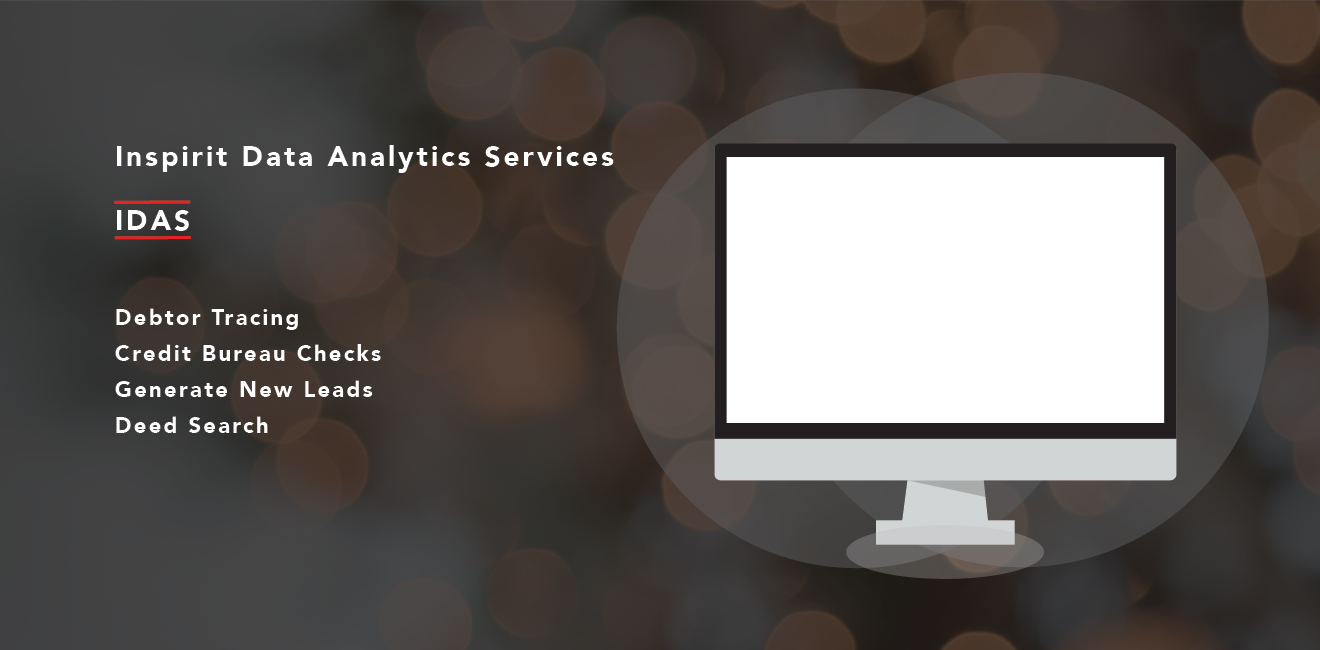 Inspirit Data Analytics Services
IDAS
Debtor Tracing
Credit Bureau Checks
Generate New Leads
Deed Search